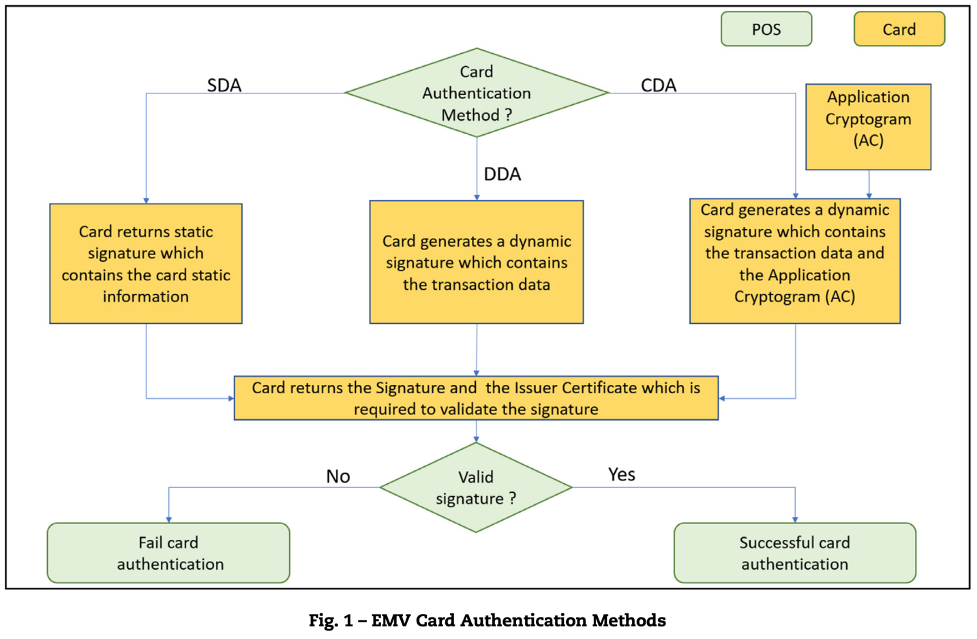 POS
Card
Card
Authentication
Method ?
SDA
CDA
DDA
Application
Cryptogram
(AC)
Card returns static
signature which
contains the card static
information
Card generates a dynamic
signature which contains
the transaction data
Card generates a dynamic
signature which contains
the transaction data and
the Application
Cryptogram (AC)
Card returns the Signature and the Issuer Certificate which is
required to validate the signature
Valid
signature ?
No
Yes
Fail card
authentication
Successful card
authentication
Fig. 1 – EMV Card Authentication Methods